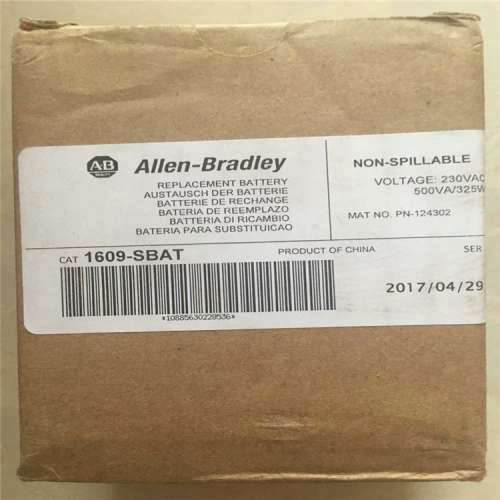 A-B
QUALITY
Allen-Bradley
REPLACEMENT BATTERY
AUSTAUSCH DER BATTERIE
BATTERIE DE RECHANGE
BATERIA DE REEMPLAZO
BATTERIA DI RICAMBIO
BATERIA PARA SUBSTITUICAO
NON-SPILLABLE
VOLTAGE: 230VAC
500VA/325W
MAT NO: PN-124302
CAT 1609-SBAT
PRODUCT OF CHINA
SER
2017/04/29
*10885630228536*